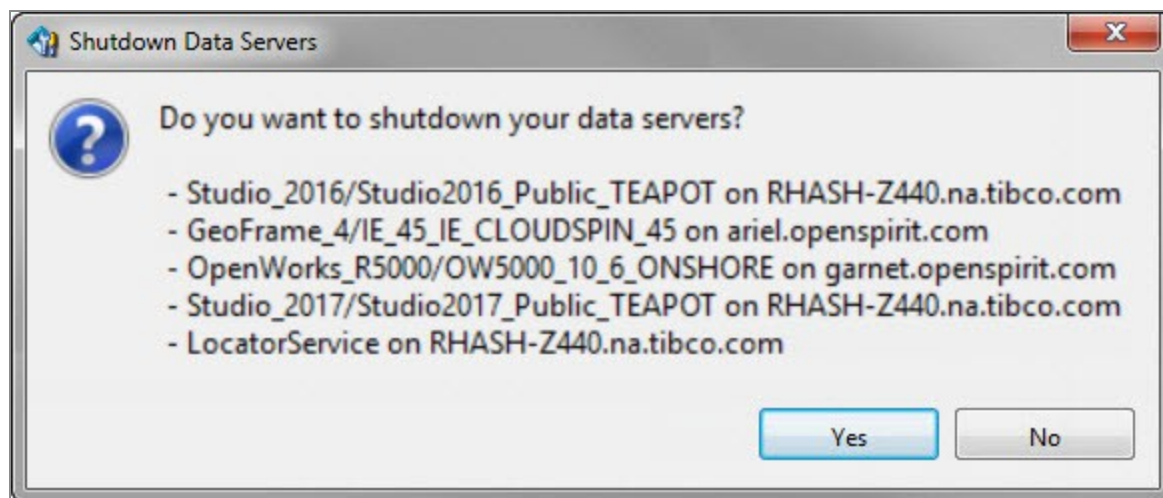 Shutdown Data Servers
Do you want to shutdown your data servers?
- Studio_2016/Studio2016_Public_TEAPOT on RHASH-Z440.na.tibco.com
- GeoFrame_4/IE_45_IE_CLOUDSPIN_45 on ariel.openspirit.com
- OpenWorks_R5000/OW5000_10_6_ONSHORE on garnet.openspirit.com
- Studio_2017/Studio2017_Public_TEAPOT on RHASH-Z440.na.tibco.com
- LocatorService on RHASH-Z440.na.tibco.com
Yes No